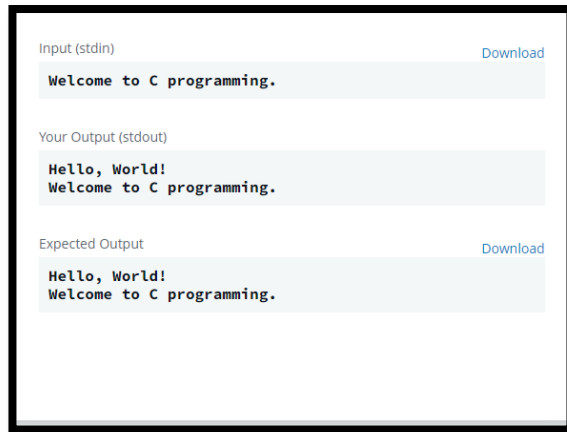 Input (stdin)
Download
Welcome to C programming.
Your Output (stdout)
Hello, World!
Welcome to C programming.
Expected Output
Download
Hello, World!
Welcome to C programming.